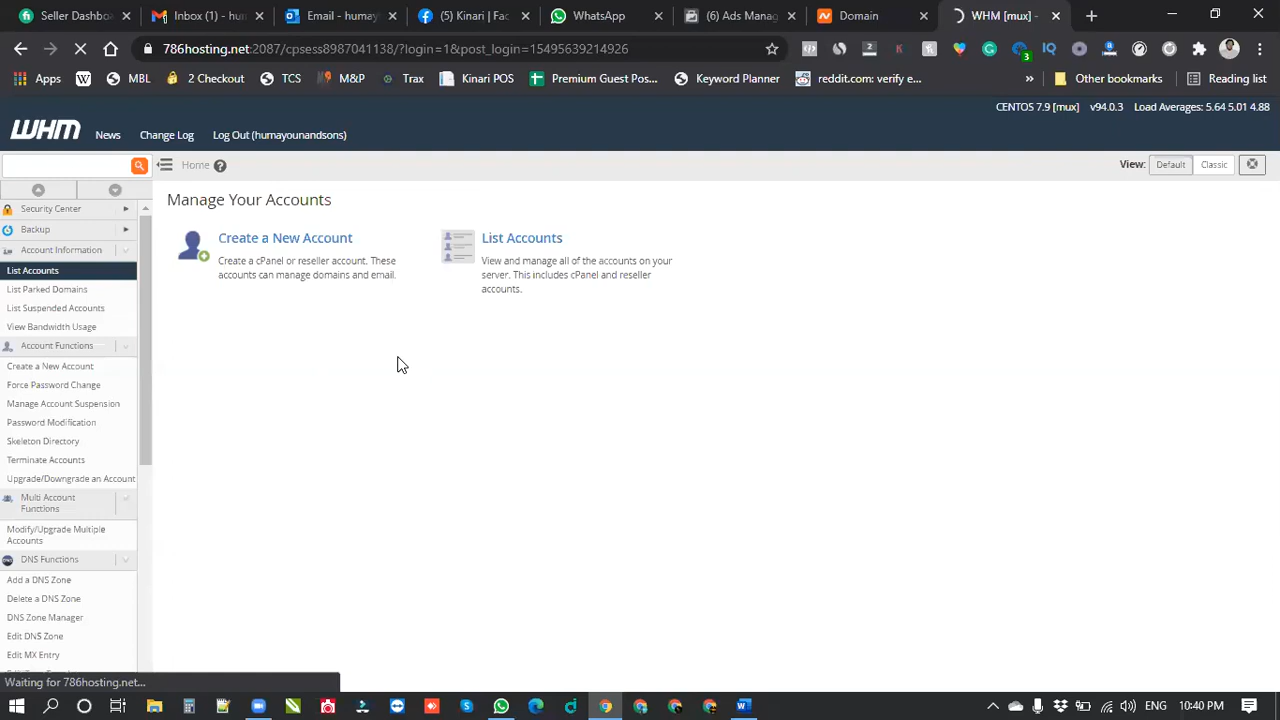 Seller Dashbo
Inbox (1) - hum
Email - humay
(5) Kinari | Fac
WhatsApp
(6) Ads Manag
Domain
WHM [mux] -
786hosting.net:2087/cpsess8987041138/?login=1&post_login=15495639214926
Apps
MBL
2 Checkout
TCS
M&P
Trax
Kinari POS
Premium Guest Pos...
Keyword Planner
reddit.com: verify e...
»
Other bookmarks
Reading list
CENTOS 7.9 [mux]
v94.0.3
Load Averages: 5.64 5.01 4.88
WHM
News
Change Log
Log Out (humayounandsons)
Home
View:
Default
Classic
Manage Your Accounts
Security Center
Backup
Account Information
List Accounts
List Parked Domains
List Suspended Accounts
View Bandwidth Usage
Account Functions
Create a New Account
Force Password Change
Manage Account Suspension
Password Modification
Skeleton Directory
Terminate Accounts
Upgrade/Downgrade an Account
Multi Account
Functions
Modify/Upgrade Multiple
Accounts
DNS Functions
Add a DNS Zone
Delete a DNS Zone
DNS Zone Manager
Edit DNS Zone
Edit MX Entry
Create a New Account
Create a cPanel or reseller account. These
accounts can manage domains and email.
List Accounts
View and manage all of the accounts on your
server. This includes cPanel and reseller
accounts.
Waiting for 786hosting.net...
10:40 PM